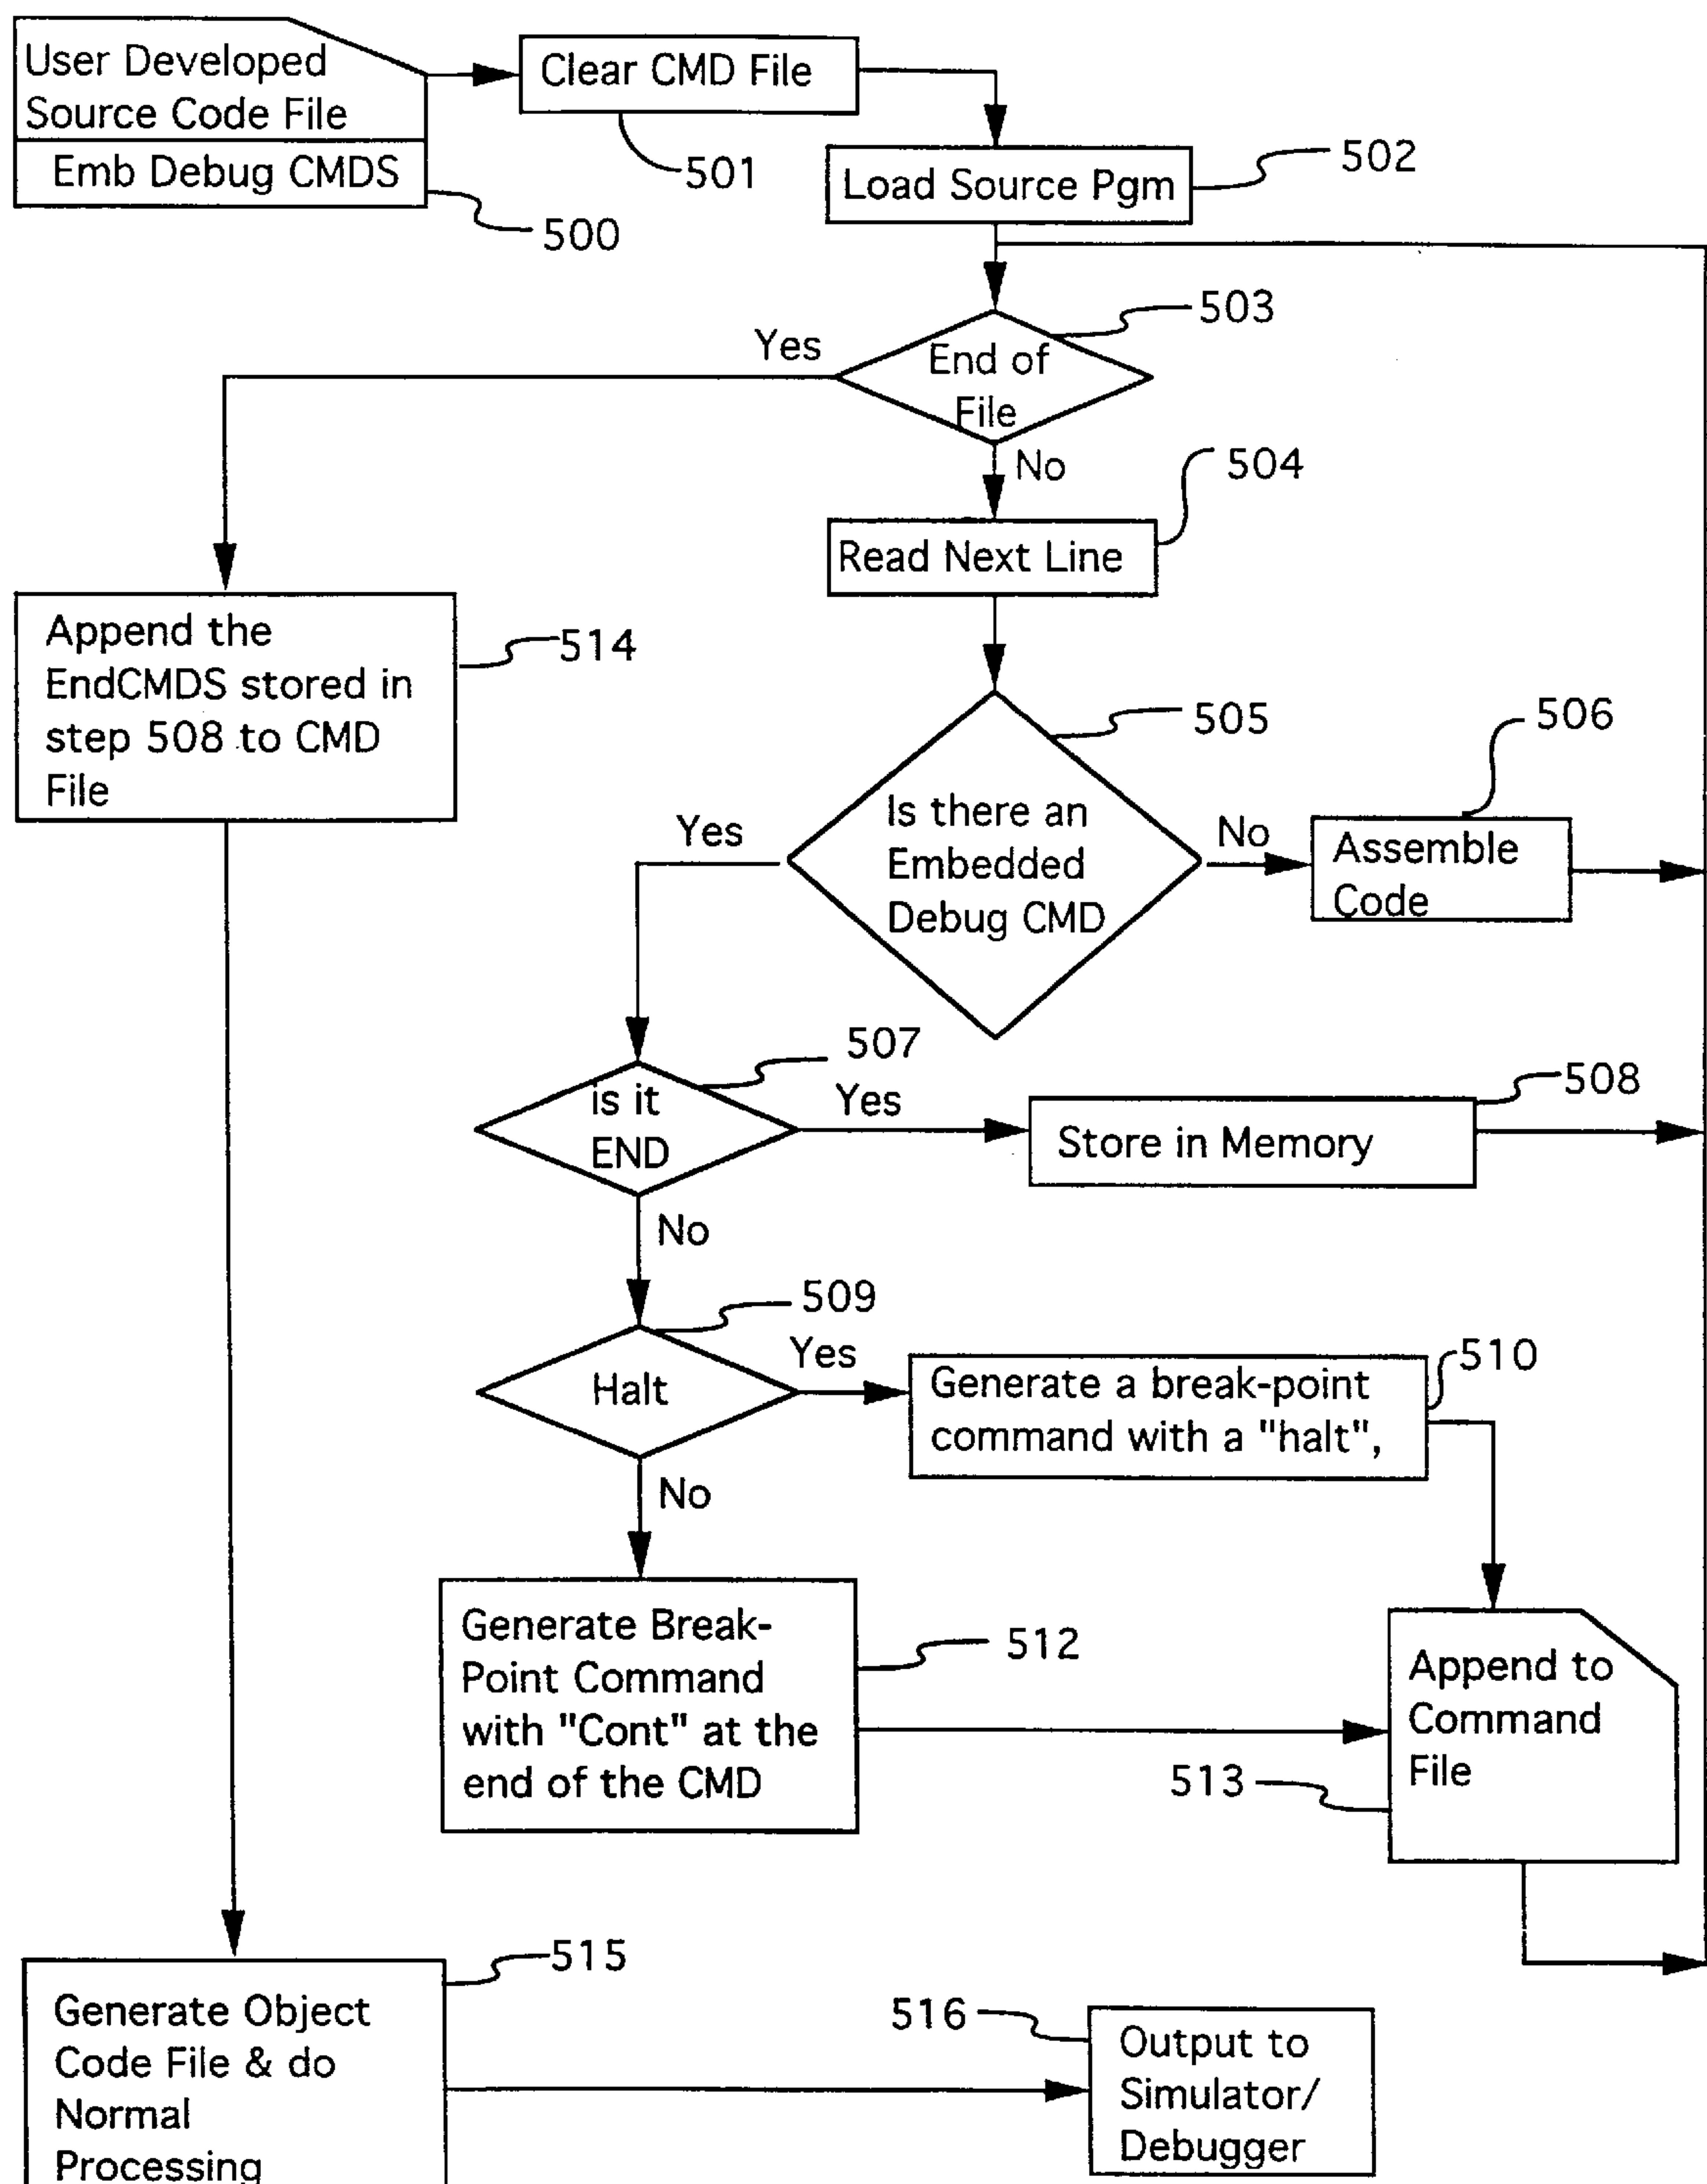 User Developed
Source Code File
Emb Debug CMDS
500
Clear CMD File
501
Load Source Pgm
502
503
End of
File
Yes
No
504
Read Next Line
Append the
EndCMDS stored in
step 508 to CMD
File
514
505
Is there an
Embedded
Debug CMD
Yes
No
506
Assemble
Code
507
is it
END
Yes
508
Store in Memory
No
509
Halt
Yes
Generate a break-point
command with a "halt",
510
No
Generate Break-
Point Command
with "Cont" at the
end of the CMD
512
Append to
Command
File
513
515
Generate Object
Code File & do
Normal
Processing
516
Output to
Simulator/
Debugger